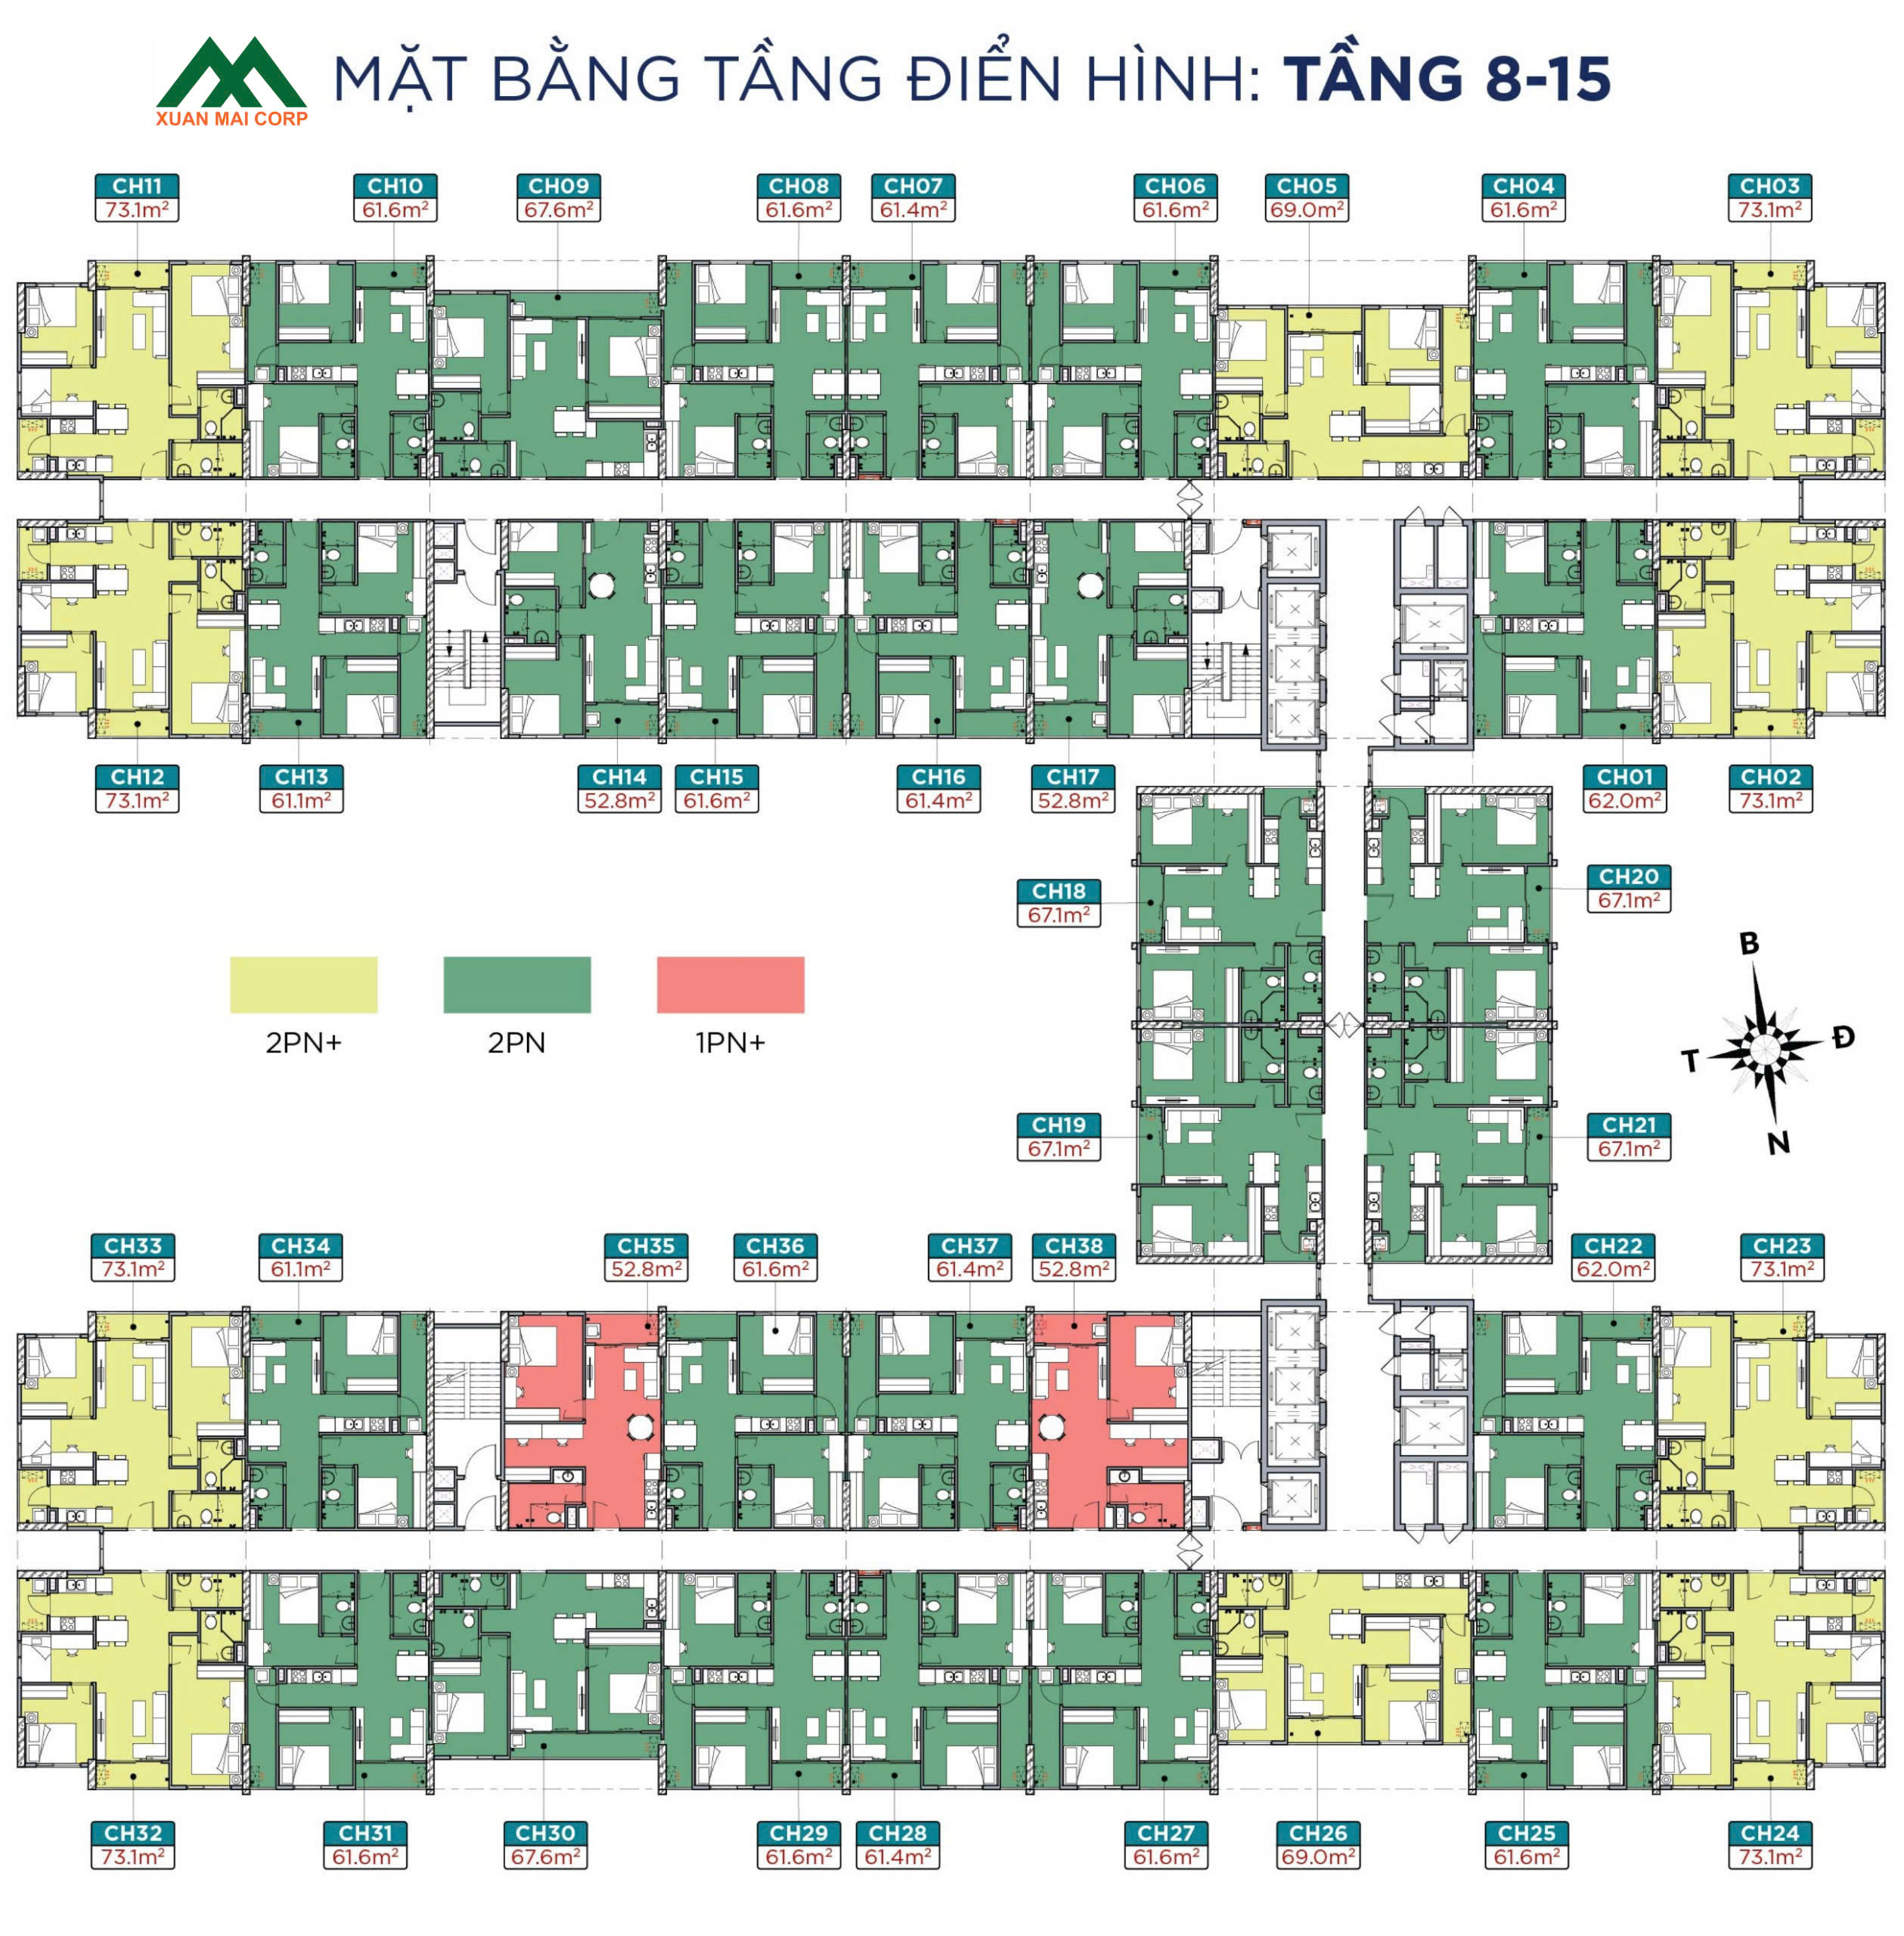 MẶT BẰNG TẦNG ĐIỂN HÌNH: TẦNG 8-15
XUAN MAI CORP
CH11
73.1m²
CH10
61.6m²
CH09
67.6m²
CH08
61.6m²
CH07
61.4m²
CH06
61.6m²
CH05
69.0m²
CH04
61.6m²
CH03
73.1m²
CH12
73.1m²
CH13
61.1m²
CH14
52.8m²
CH15
61.6m²
CH16
61.4m²
CH17
52.8m²
CH01
62.0m²
CH02
73.1m²
CH18
67.1m²
CH20
67.1m²
2PN+
2PN
1PN+
B
Đ
T
N
CH19
67.1m²
CH21
67.1m²
CH33
73.1m²
CH34
61.1m²
CH35
52.8m²
CH36
61.6m²
CH37
61.4m²
CH38
52.8m²
CH22
62.0m²
CH23
73.1m²
CH32
73.1m²
CH31
61.6m²
CH30
67.6m²
CH29
61.6m²
CH28
61.4m²
CH27
61.6m²
CH26
69.0m²
CH25
61.6m²
CH24
73.1m²